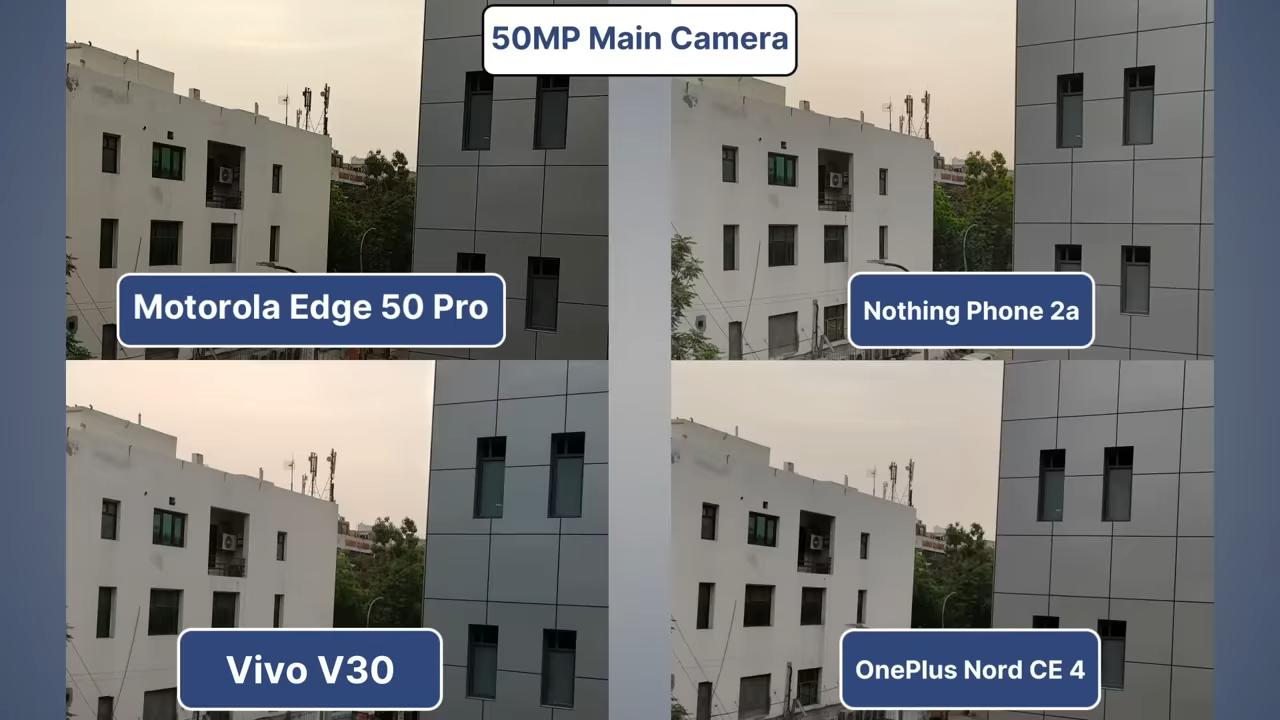 50MP Main Camera
Motorola Edge 50 Pro
Nothing Phone 2a
Vivo V30
OnePlus Nord CE 4